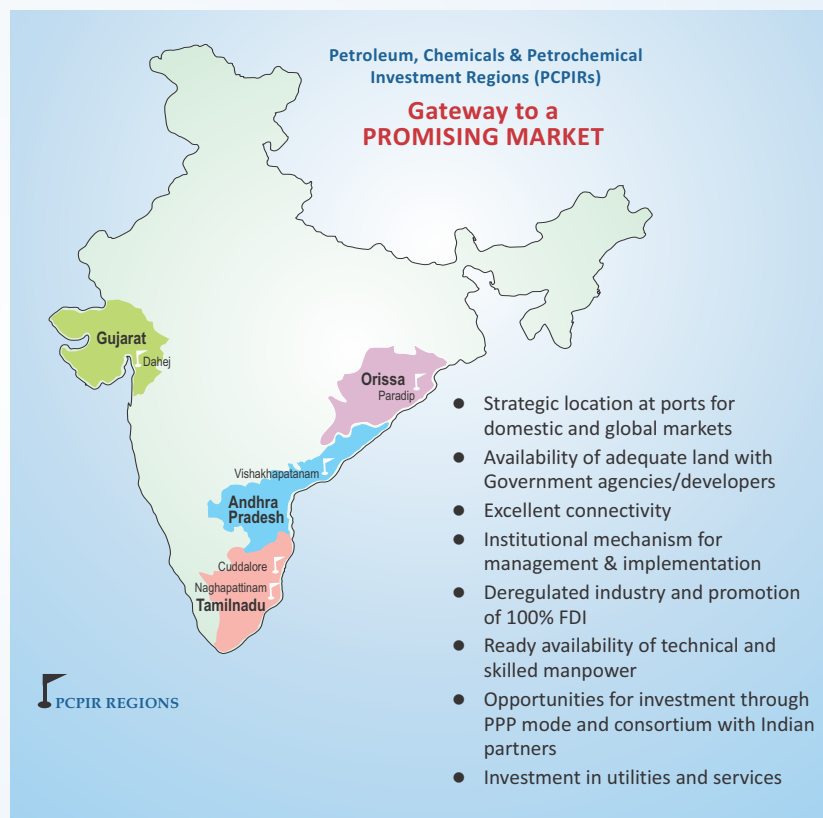 Petroleum, Chemicals & Petrochemical
Investment Regions (PCPIRs)
Gateway to a
PROMISING MARKET
Gujarat
Dahej
Orissa
Paradip
Vishakhapatanam
Andhra
Pradesh
Cuddalore
Naghapattinam
Tamilnadu
PCPIR REGIONS
● Strategic location at ports for
domestic and global markets
● Availability of adequate land with
Government agencies/developers
● Excellent connectivity
● Institutional mechanism for
management & implementation
● Deregulated industry and promotion
of 100% FDI
● Ready availability of technical and
skilled manpower
● Opportunities for investment through
PPP mode and consortium with Indian
partners
● Investment in utilities and services